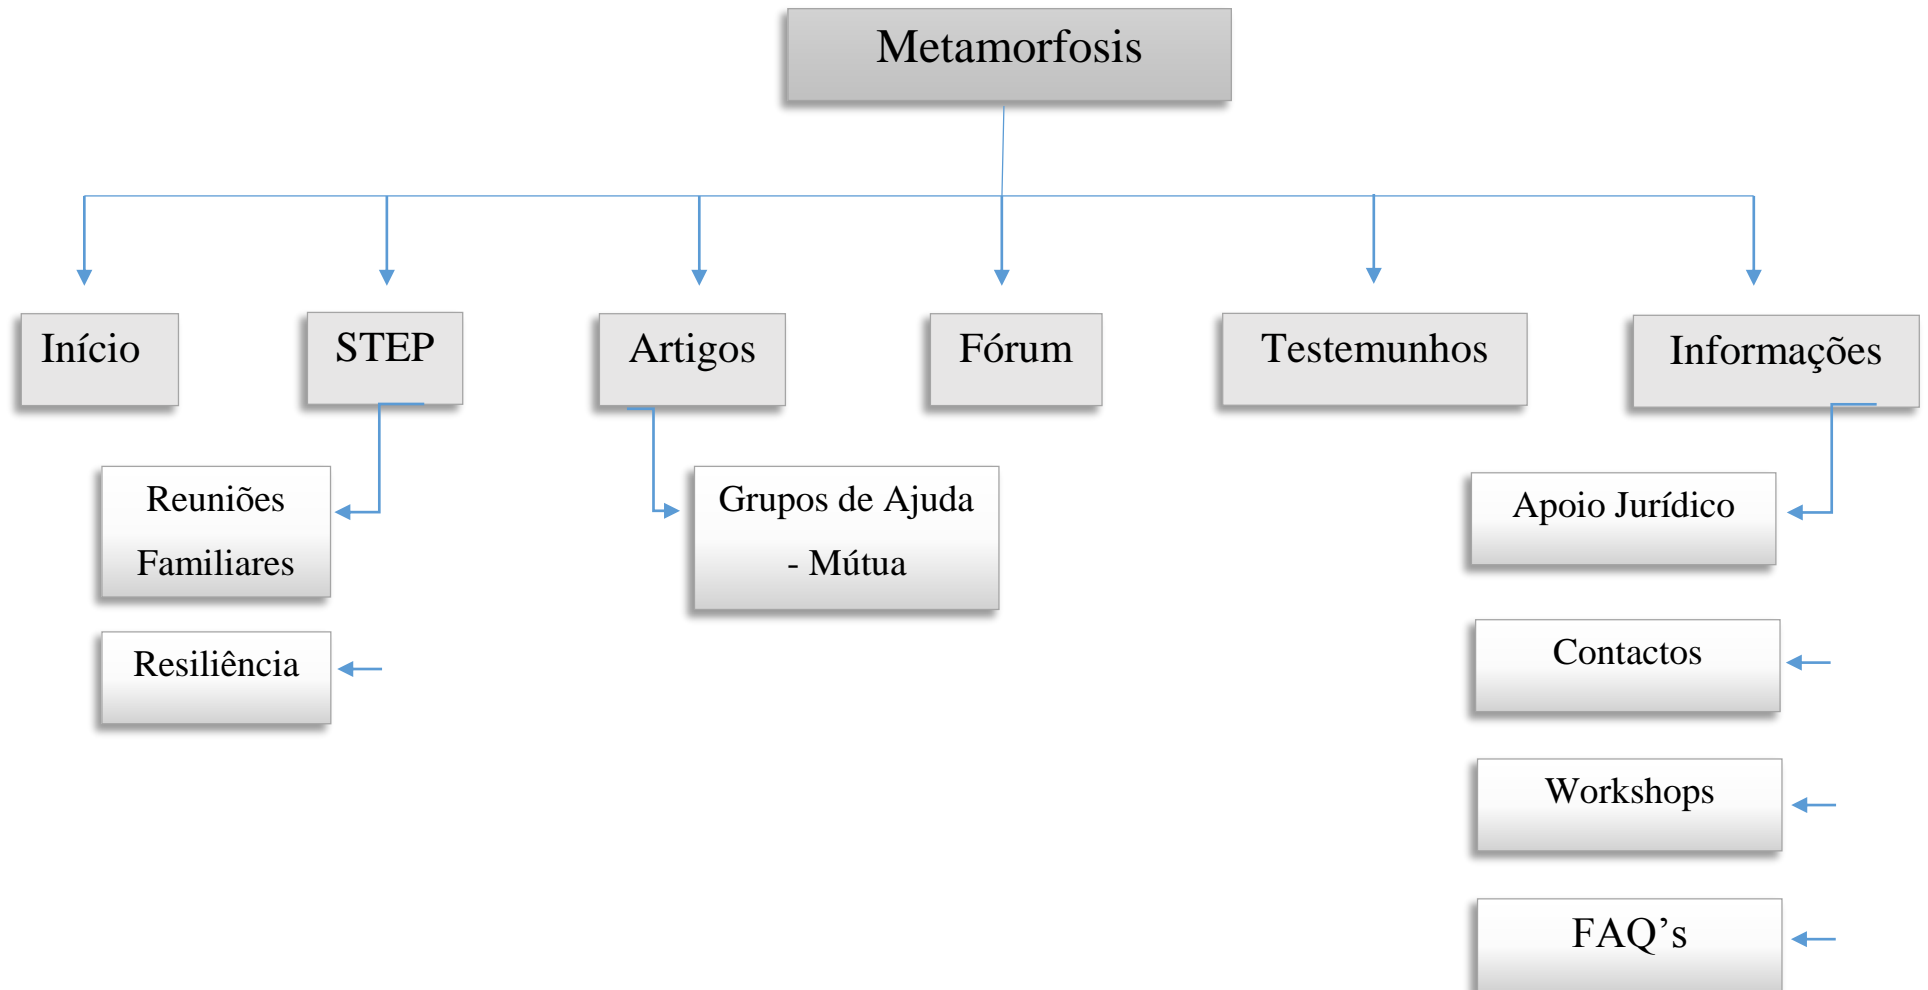 Metamorfosis
Início
STEP
Artigos
Fórum
Testemunhos
Informações
Reuniões
Familiares
Resiliência
Grupos de Ajuda
- Mútua
Apoio Jurídico
Contactos
Workshops
FAQ’s